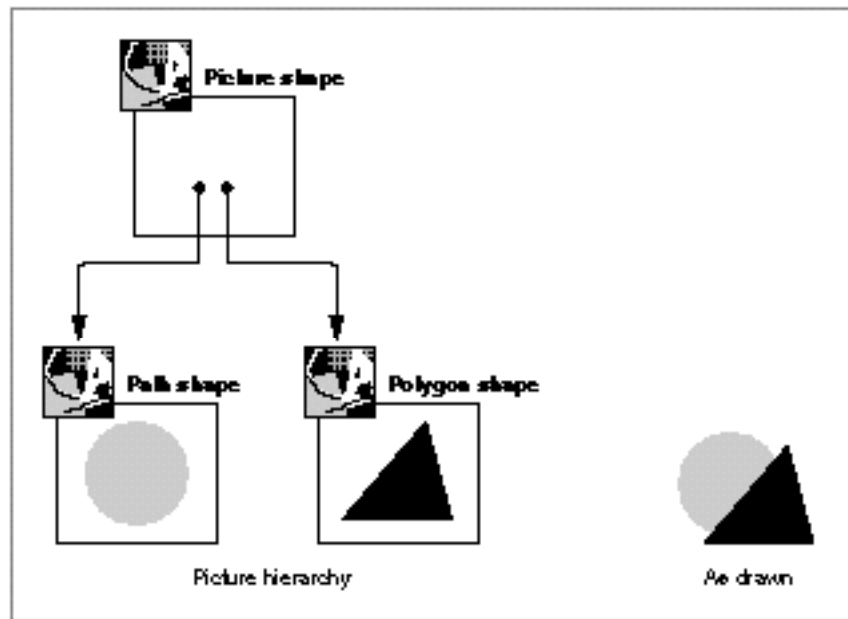 Picture shape
Path shape
Polygon shape
Picture hierarchy
As drawn